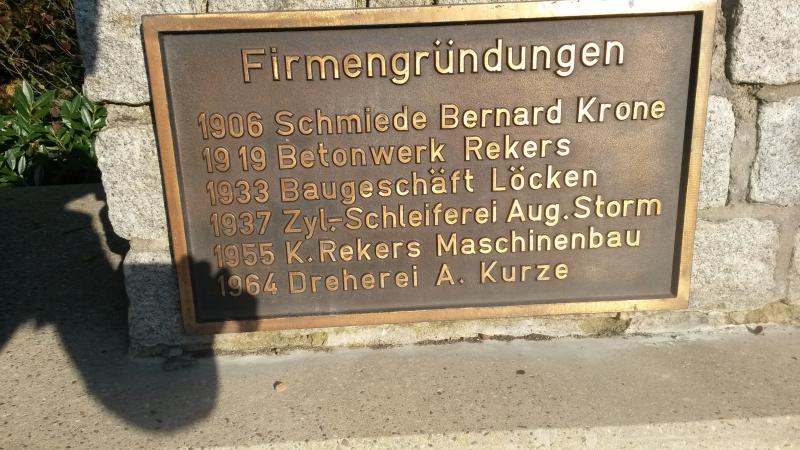 Firmengründungen
1906 Schmiede Bernard Krone
1919 Betonwerk Rekers
1933 Baugeschäft Löcken
1937 Zyl.-Schleiferei Aug. Storm
1955 K. Rekers Maschinenbau
1964 Dreherei A. Kurze